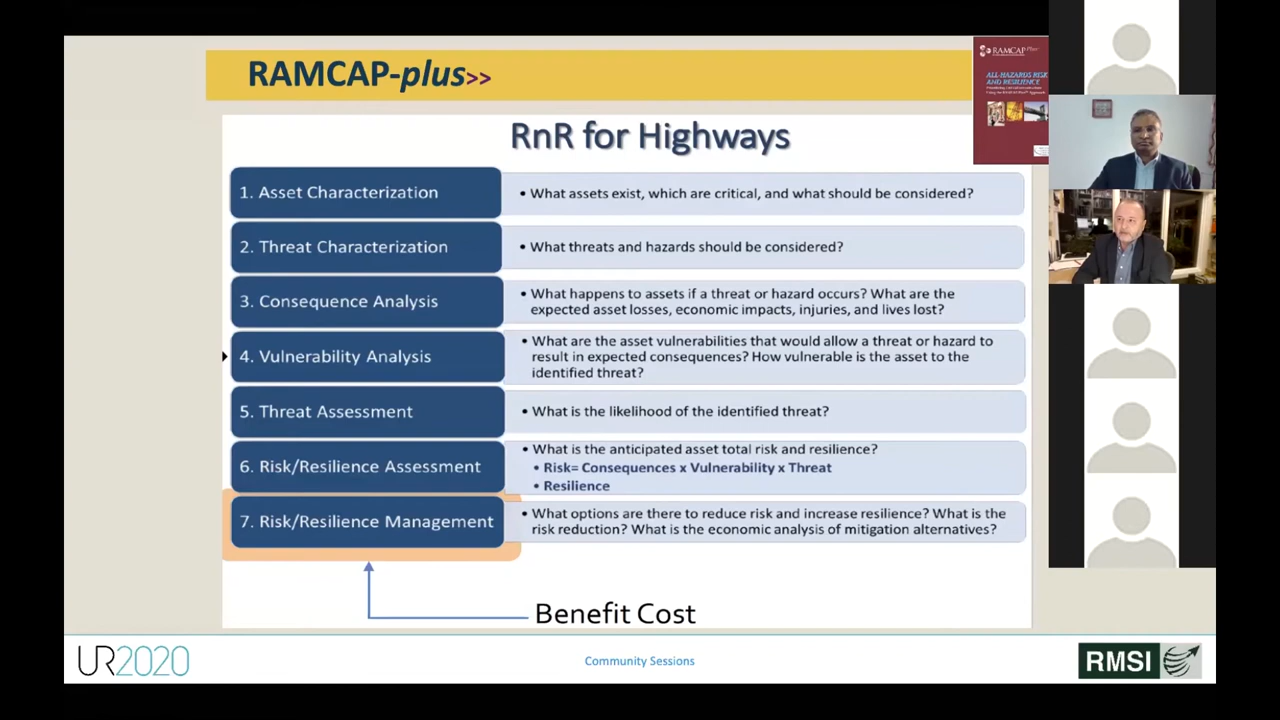 RAMCAP-plus>>
RAMCAP Plus
ALL-HAZARDS RISK
AND RESILIENCE
RnR for Highways
1. Asset Characterization
• What assets exist, which are critical, and what should be considered?
2. Threat Characterization
• What threats and hazards should be considered?
3. Consequence Analysis
• What happens to assets if a threat or hazard occurs? What are the
expected asset losses, economic impacts, injuries, and lives lost?
4. Vulnerability Analysis
• What are the asset vulnerabilities that would allow a threat or hazard to
result in expected consequences? How vulnerable is the asset to the
identified threat?
5. Threat Assessment
• What is the likelihood of the identified threat?
6. Risk/Resilience Assessment
• What is the anticipated asset total risk and resilience?
• Risk= Consequences x Vulnerability x Threat
• Resilience
7. Risk/Resilience Management
• What options are there to reduce risk and increase resilience? What is the
risk reduction? What is the economic analysis of mitigation alternatives?
Benefit Cost
UR2020
Community Sessions
RMSI